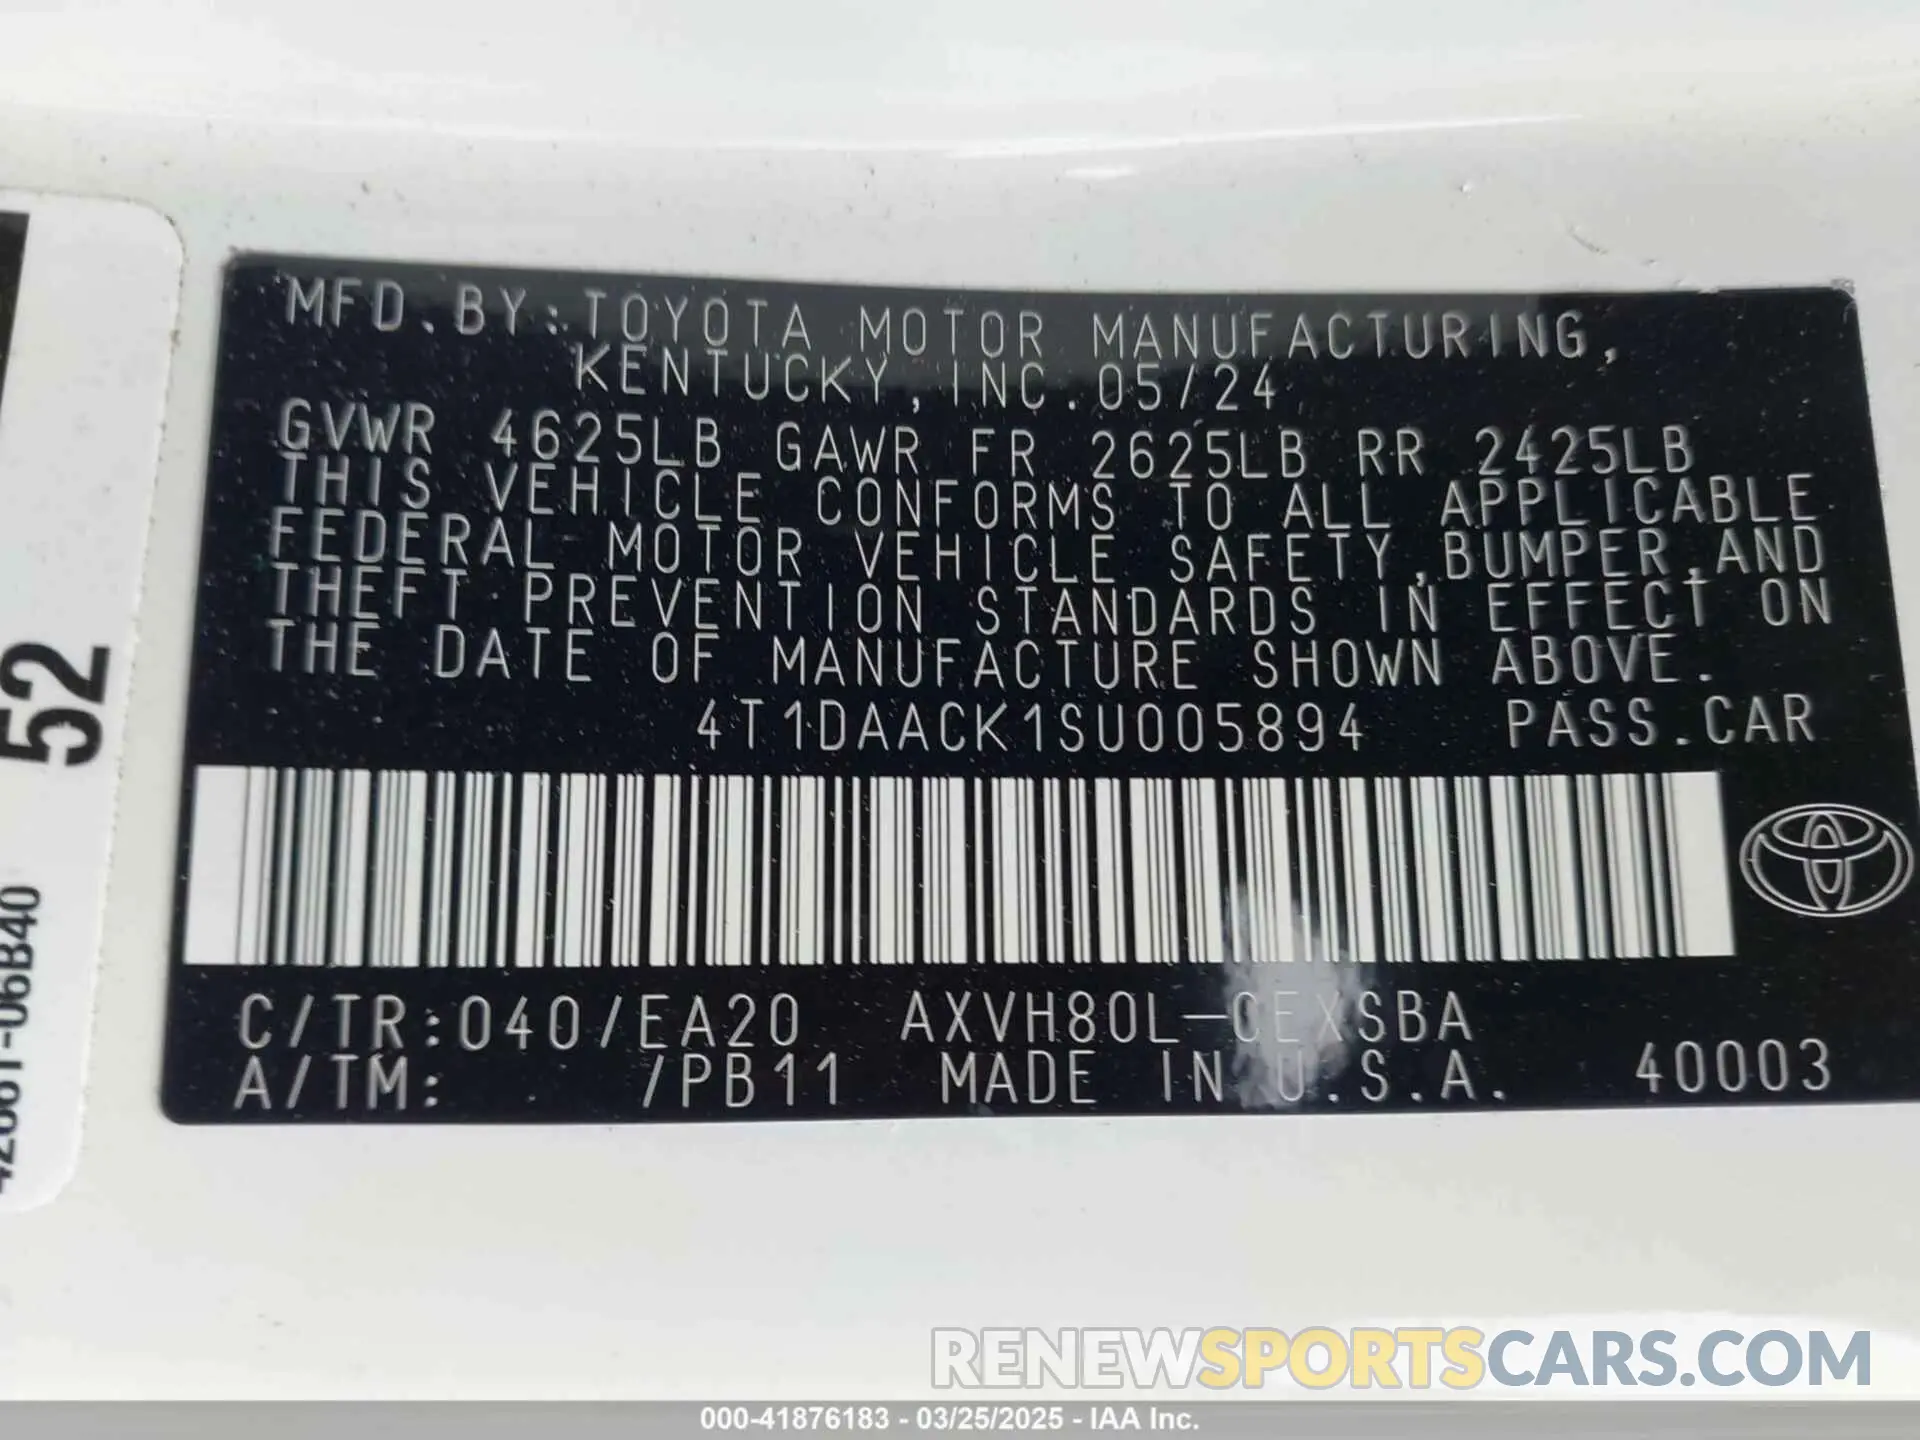 MFD.BY:TOYOTA MOTOR MANUFACTURING,
KENTUCKY,INC.05/24
GVWR 4625LB GAWR FR 2625LB RR 2425LB
THIS VEHICLE CONFORMS TO ALL APPLICABLE
FEDERAL MOTOR VEHICLE SAFETY,BUMPER,AND
THEFT PREVENTION STANDARDS IN EFFECT ON
THE DATE OF MANUFACTURE SHOWN ABOVE.
4T1DAACK1SU005894 PASS.CAR
C/TR:040/EA20 AXVH80L-CEXSBA
A/TM: /PB11 MADE IN U.S.A. 40003
52
RENEWSPORTSCARS.COM
000-41876183 - 03/25/2025 - IAA Inc.